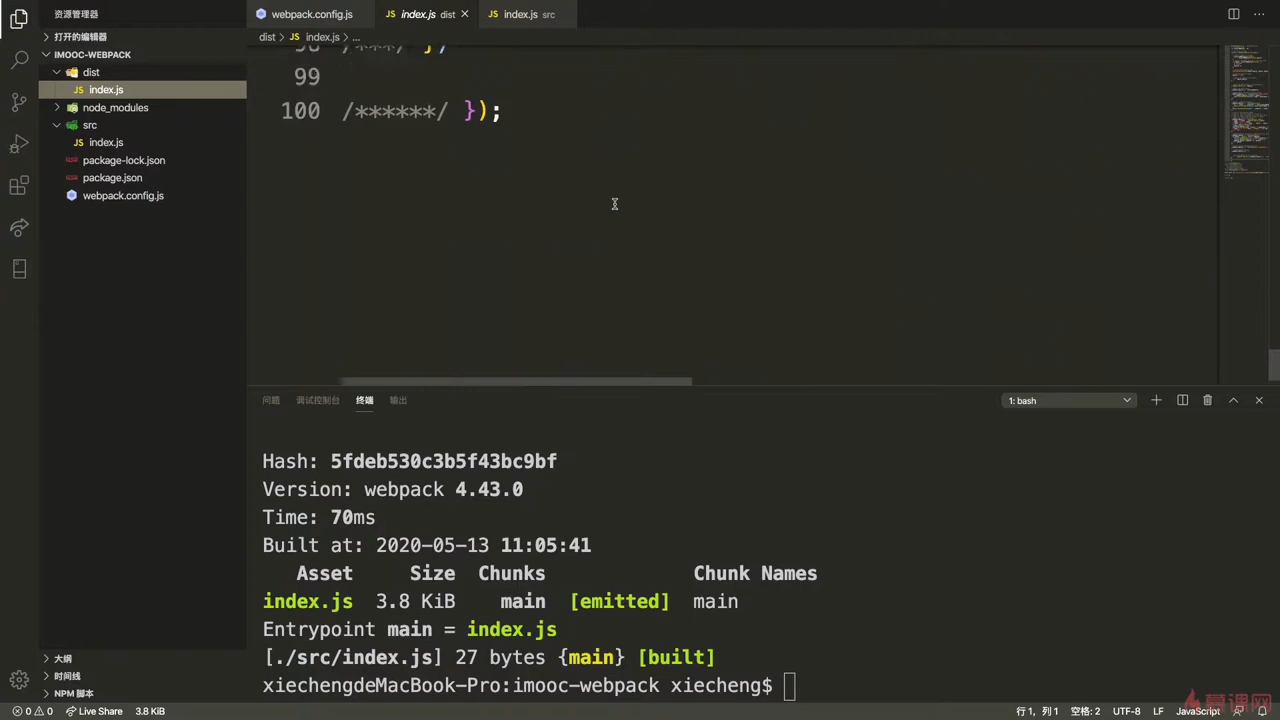 资源管理器
webpack.config.js
index.js dist
index.js src
打开的编辑器
dist > index.js > ...
IMOOC-WEBPACK
dist
index.js
node_modules
src
index.js
package-lock.json
package.json
webpack.config.js
99
100 /******/ });
问题 调试控制台 终端 输出
1: bash
Hash: 5fdeb530c3b5f43bc9bf
Version: webpack 4.43.0
Time: 70ms
Built at: 2020-05-13 11:05:41
Asset Size Chunks Chunk Names
index.js 3.8 KiB main [emitted] main
Entrypoint main = index.js
[./src/index.js] 27 bytes {main} [built]
xiechengdeMacBook-Pro:imooc-webpack xiecheng$
大纲
时间线
NPM 脚本
0 0 Live Share 3.8 KiB
行 1, 列 1 空格: 2 UTF-8 LF JavaScript
慕课网